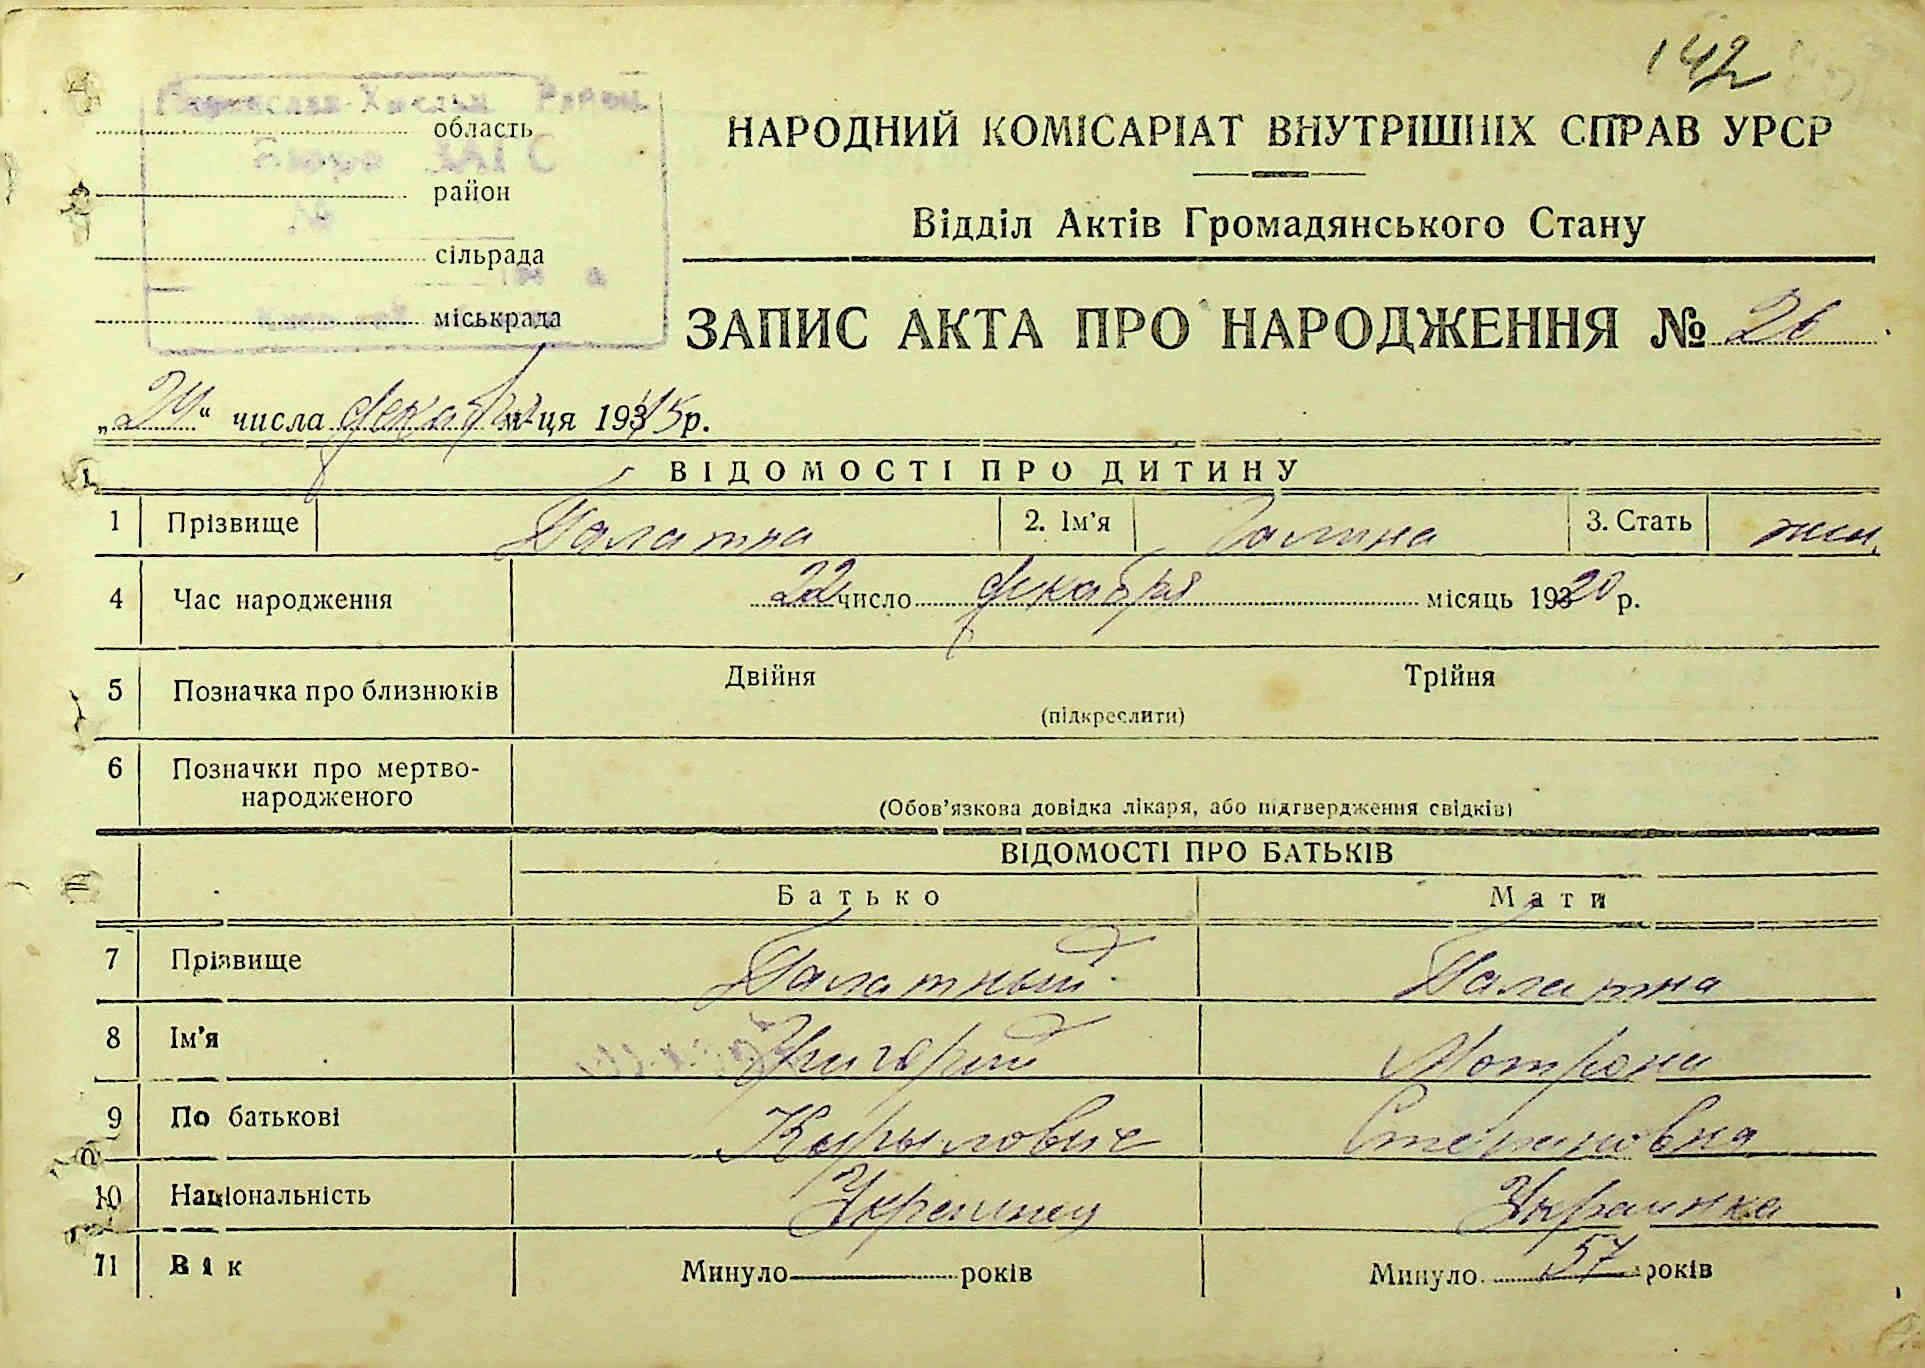 142
Район
область
Бюро ЗАГС
район
№
сільрада
міськрада
НАРОДНИЙ КОМІСАРІАТ ВНУТРІШНІХ СПРАВ УРСР
Відділ Актів Громадянського Стану
ЗАПИС АКТА ПРО НАРОДЖЕННЯ № 26
„24“ числа декабря м-ця 1945 р.
I ВІДОМОСТІ ПРО ДИТИНУ
1 Прізвище Палатна 2. Ім'я Галина 3. Стать жин.
4 Час народження 22 число декабря місяць 1920 р.
5 Позначка про близнюків Двійня Трійня
(підкреслити)
6 Позначки про мертво-
народженого
(Обов'язкова довідка лікаря, або підтвердження свідків)
II ВІДОМОСТІ ПРО БАТЬКІВ
Батько Мати
7 Прізвище Палатный Палатна
8 Ім'я Григорий Мотрона
9 По батькові Кирылович Степановна
10 Національність Украинец Украинка
11 Вік Минуло років Минуло 57 років